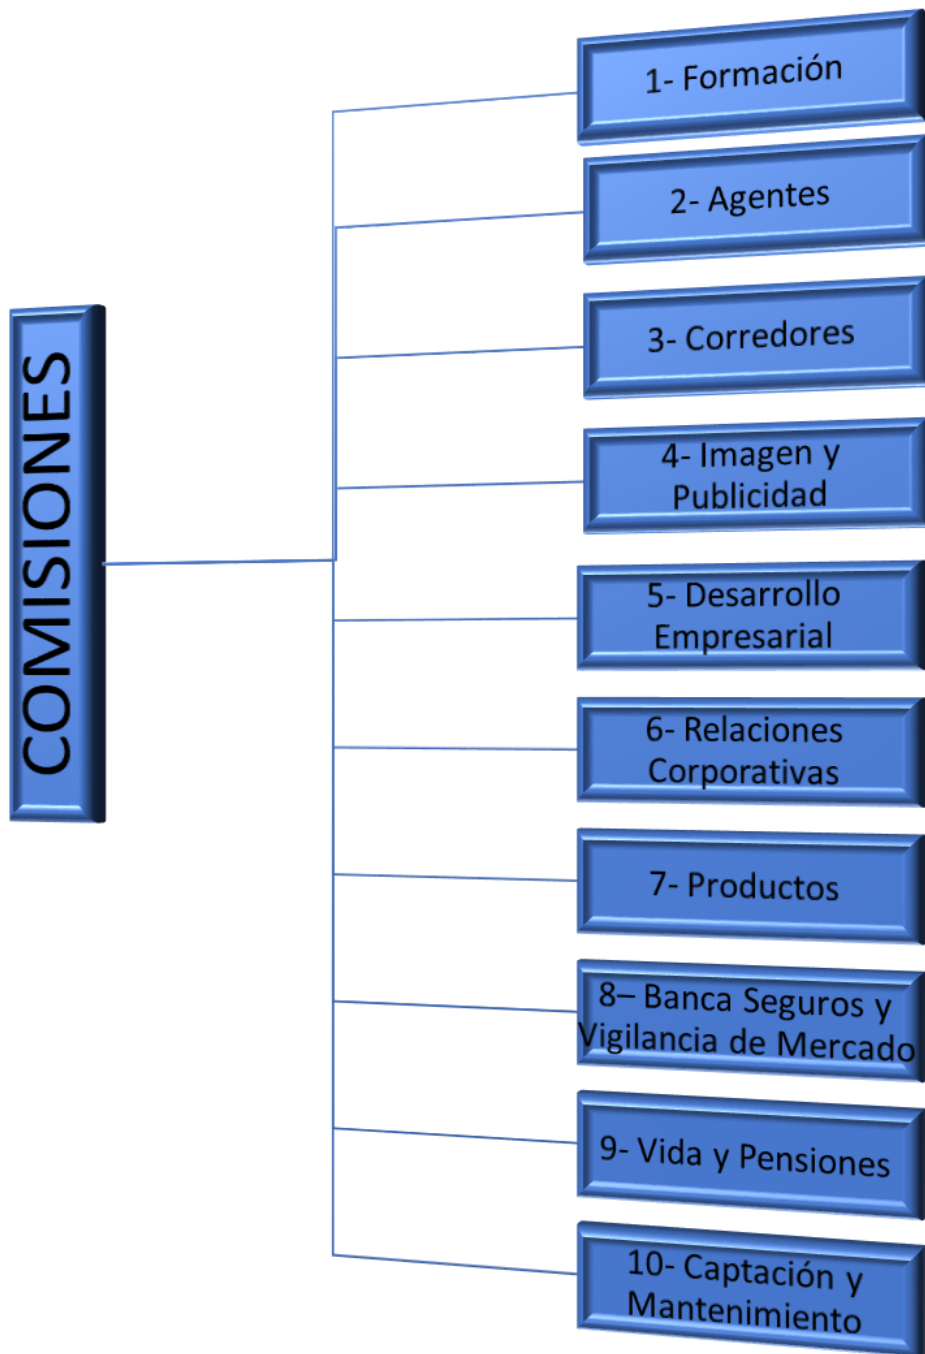 COMISIONES
1- Formación
2- Agentes
3- Corredores
4- Imagen y
Publicidad
5- Desarrollo
Empresarial
6- Relaciones
Corporativas
7- Productos
8– Banca Seguros y
Vigilancia de Mercado
9- Vida y Pensiones
10- Captación y
Mantenimiento